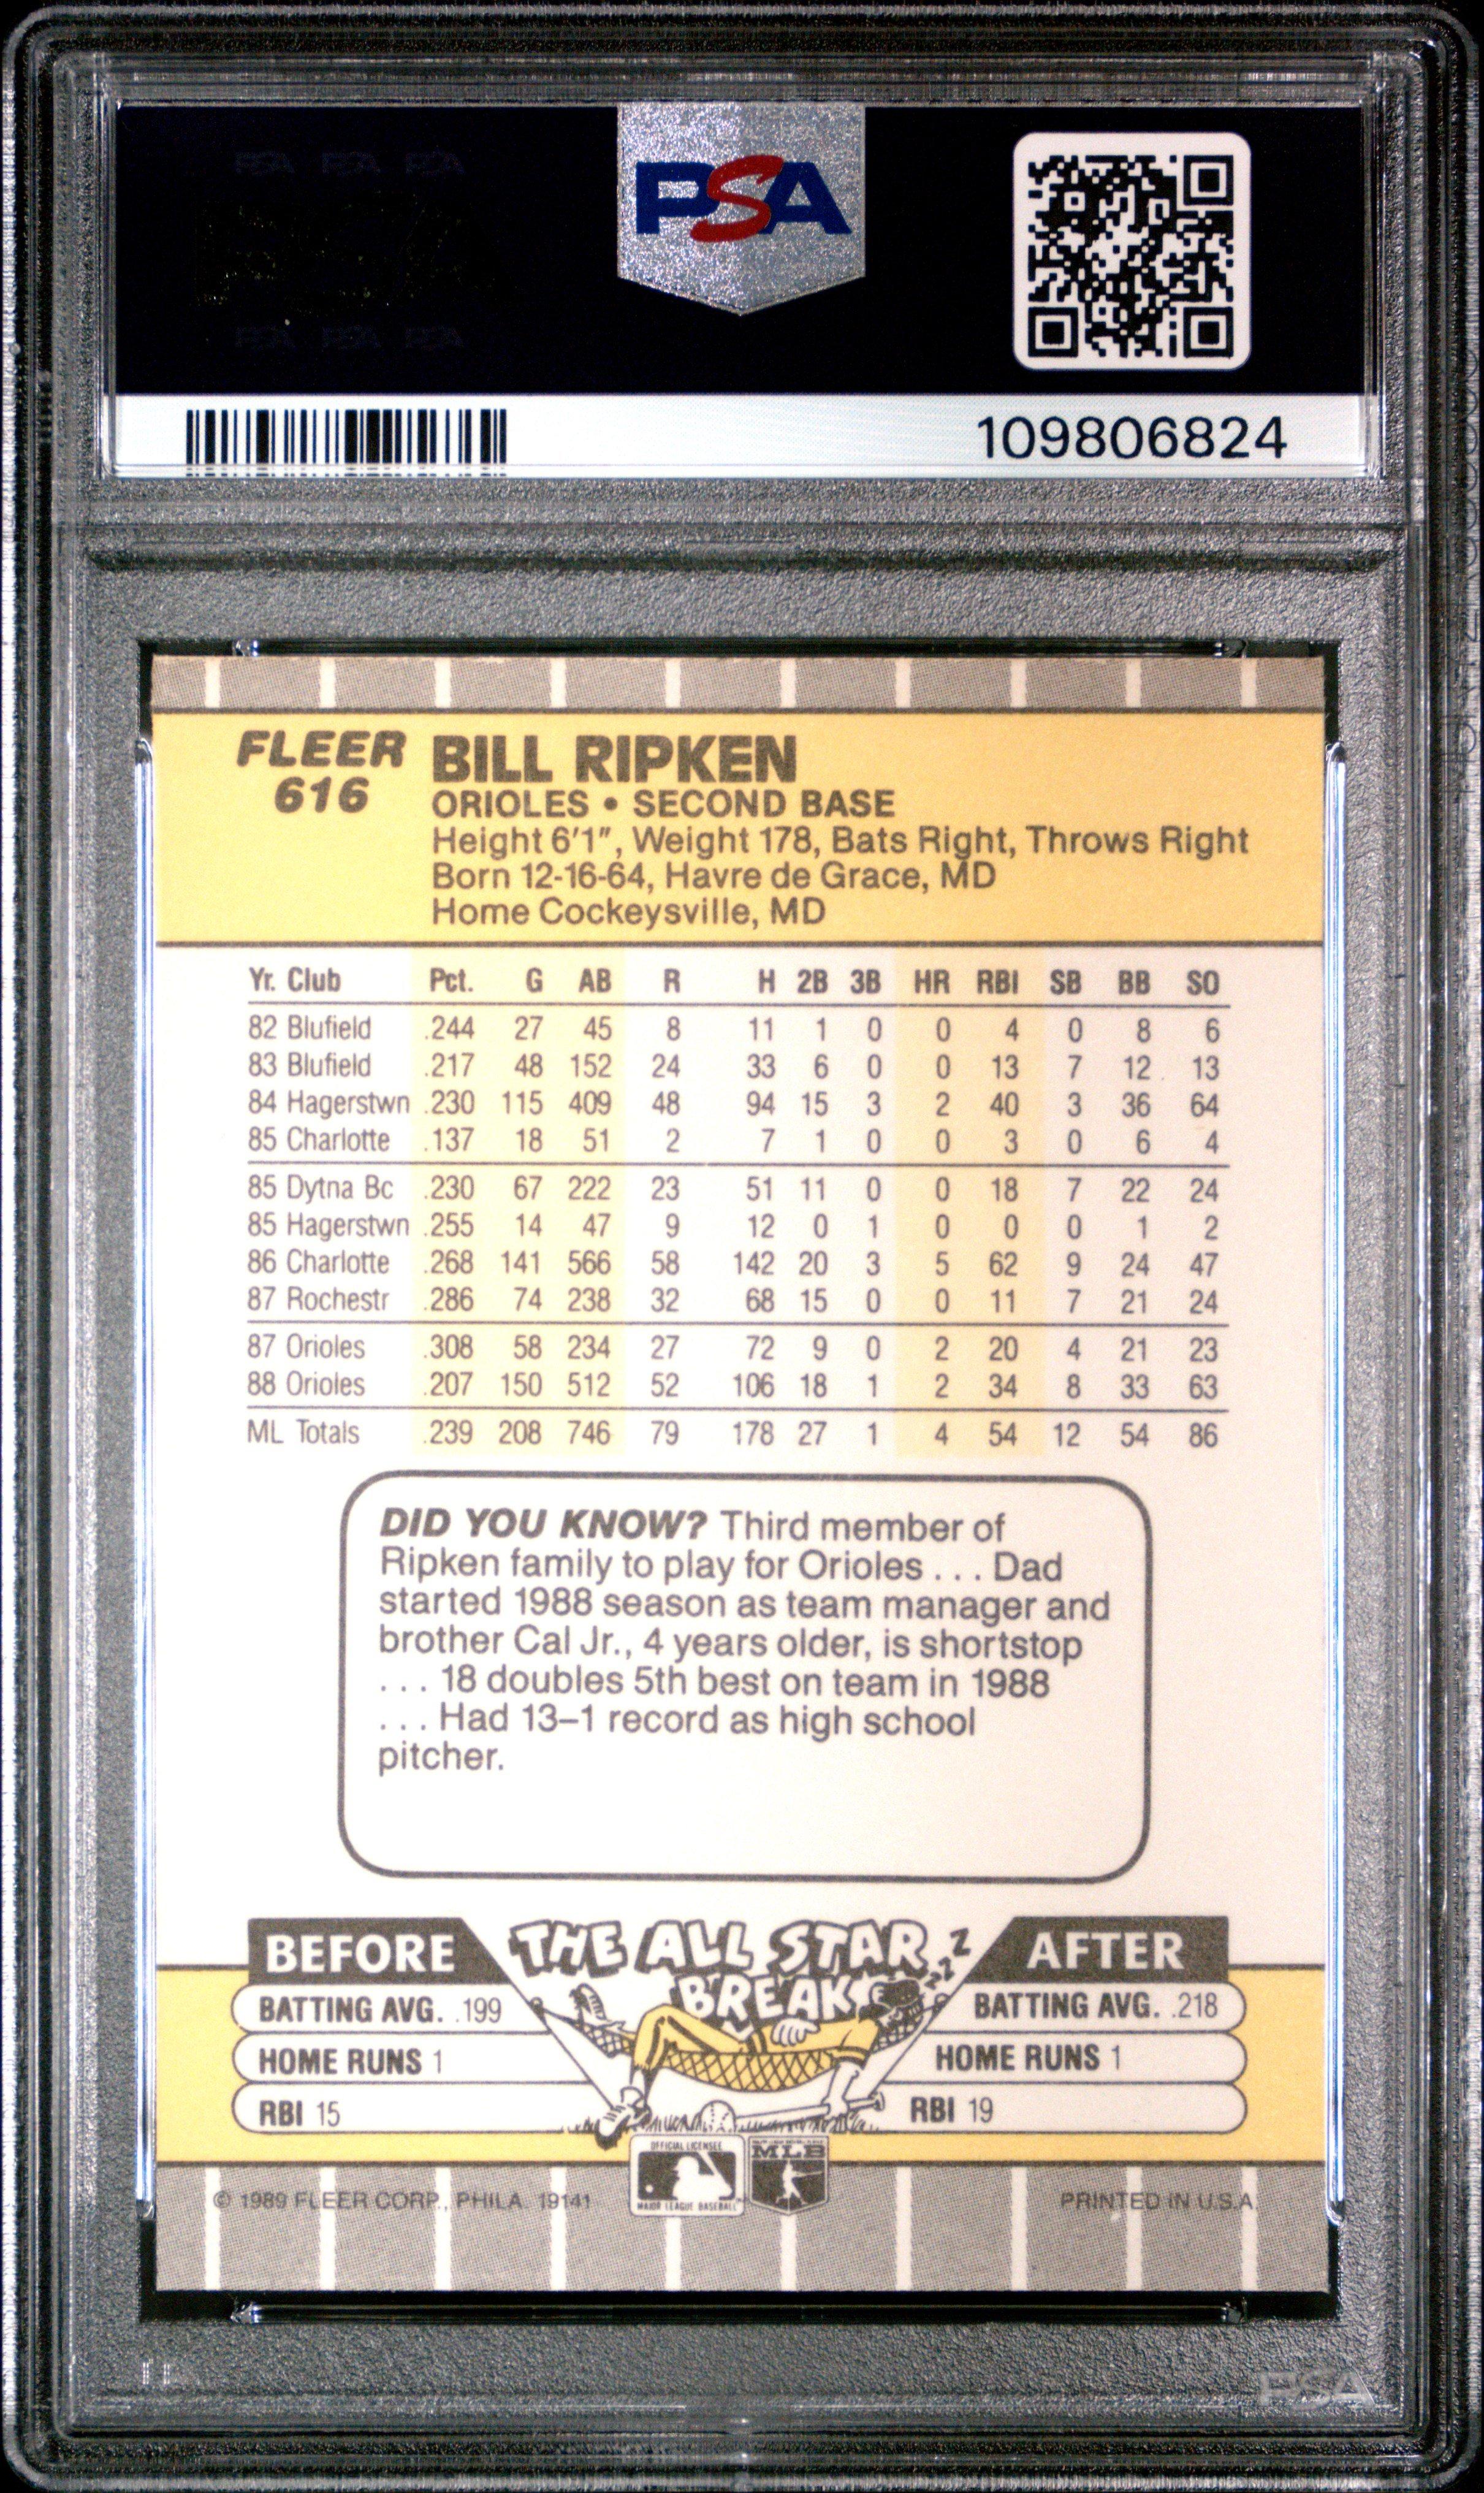 PSA PSA PSA
PSA
PSA PSA PSA
109806824
FLEER
616
BILL RIPKEN
ORIOLES • SECOND BASE
Height 6'1", Weight 178, Bats Right, Throws Right
Born 12-16-64, Havre de Grace, MD
Home Cockeysville, MD
Yr. Club Pct. G AB R H 2B 3B HR RBI SB BB SO
82 Blufield .244 27 45 8 11 1 0 0 4 0 8 6
83 Blufield .217 48 152 24 33 6 0 0 13 7 12 13
84 Hagerstwn .230 115 409 48 94 15 3 2 40 3 36 64
85 Charlotte .137 18 51 2 7 1 0 0 3 0 6 4
85 Dytna Bc .230 67 222 23 51 11 0 0 18 7 22 24
85 Hagerstwn .255 14 47 9 12 0 1 0 0 0 1 2
86 Charlotte .268 141 566 58 142 20 3 5 62 9 24 47
87 Rochestr .286 74 238 32 68 15 0 0 11 7 21 24
87 Orioles .308 58 234 27 72 9 0 2 20 4 21 23
88 Orioles .207 150 512 52 106 18 1 2 34 8 33 63
ML Totals .239 208 746 79 178 27 1 4 54 12 54 86
DID YOU KNOW? Third member of
Ripken family to play for Orioles . . . Dad
started 1988 season as team manager and
brother Cal Jr., 4 years older, is shortstop
. . . 18 doubles 5th best on team in 1988
. . . Had 13–1 record as high school
pitcher.
BEFORE
BATTING AVG. .199
HOME RUNS 1
RBI 15
THE ALL STAR
BREAK
ZZZZ
AFTER
BATTING AVG. .218
HOME RUNS 1
RBI 19
OFFICIAL LICENSEE
MAJOR LEAGUE BASEBALL
MLB
© 1989 FLEER CORP., PHILA. 19141
PRINTED IN U.S.A.
PSA